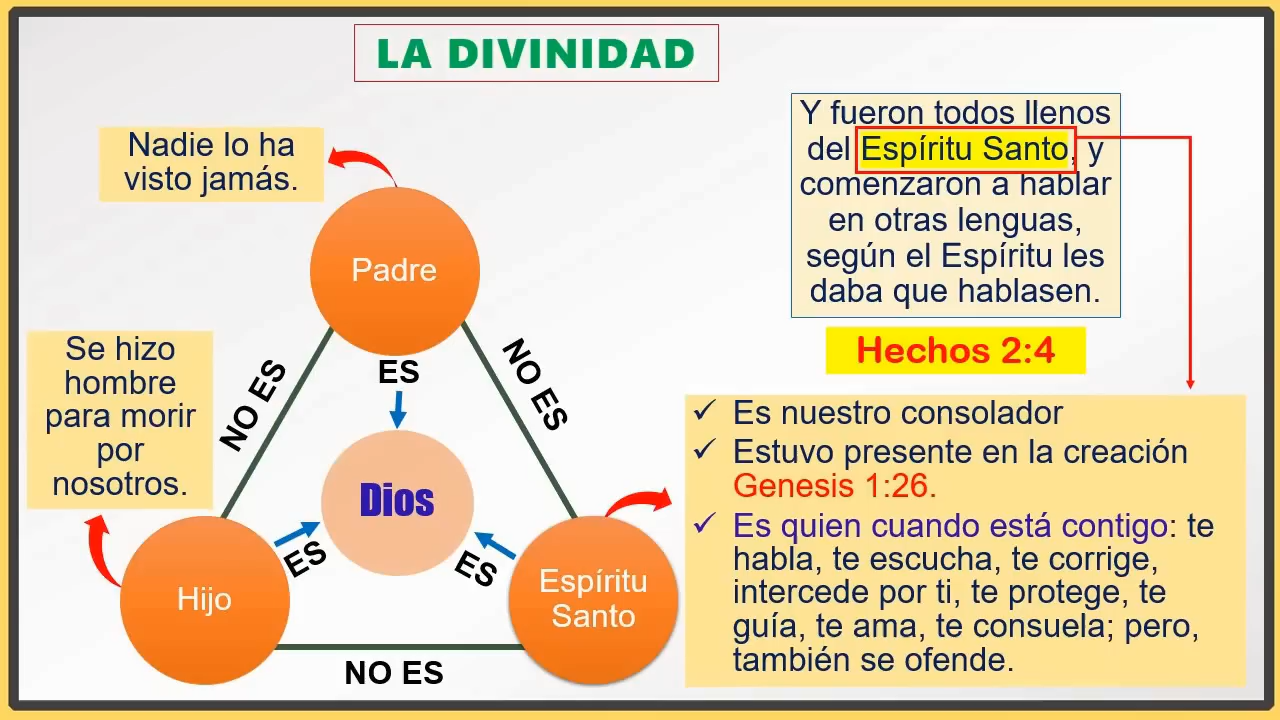 LA DIVINIDAD
Nadie lo ha
visto jamás.
Padre
Se hizo
hombre
para morir
por
nosotros.
NO ES
ES
NO ES
Dios
Hijo
ES
ES
Espíritu
Santo
NO ES
Y fueron todos llenos
del Espíritu Santo, y
comenzaron a hablar
en otras lenguas,
según el Espíritu les
daba que hablasen.
Hechos 2:4
✓ Es nuestro consolador
✓ Estuvo presente en la creación
Genesis 1:26.
✓ Es quien cuando está contigo: te
habla, te escucha, te corrige,
intercede por ti, te protege, te
guía, te ama, te consuela; pero,
también se ofende.